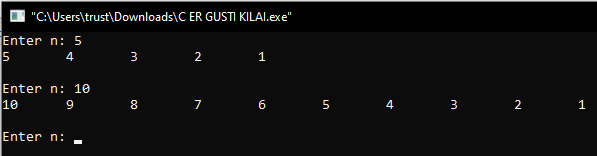 "C:\Users\trust\Downloads\C ER GUSTI KILAI.exe"
Enter n: 5
5 4 3 2 1
Enter n: 10
10 9 8 7 6 5 4 3 2 1
Enter n: